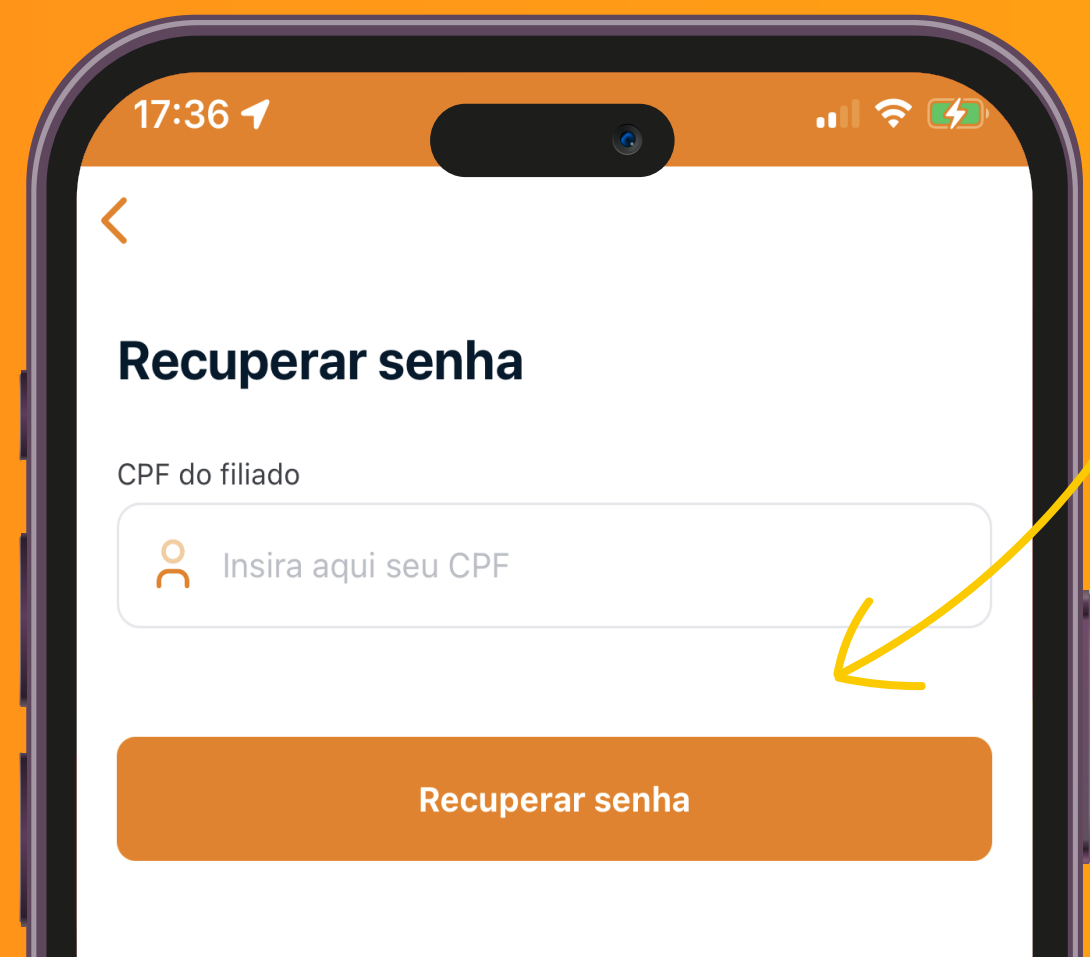 17:36
Recuperar senha
CPF do filiado
Insira aqui seu CPF
Recuperar senha